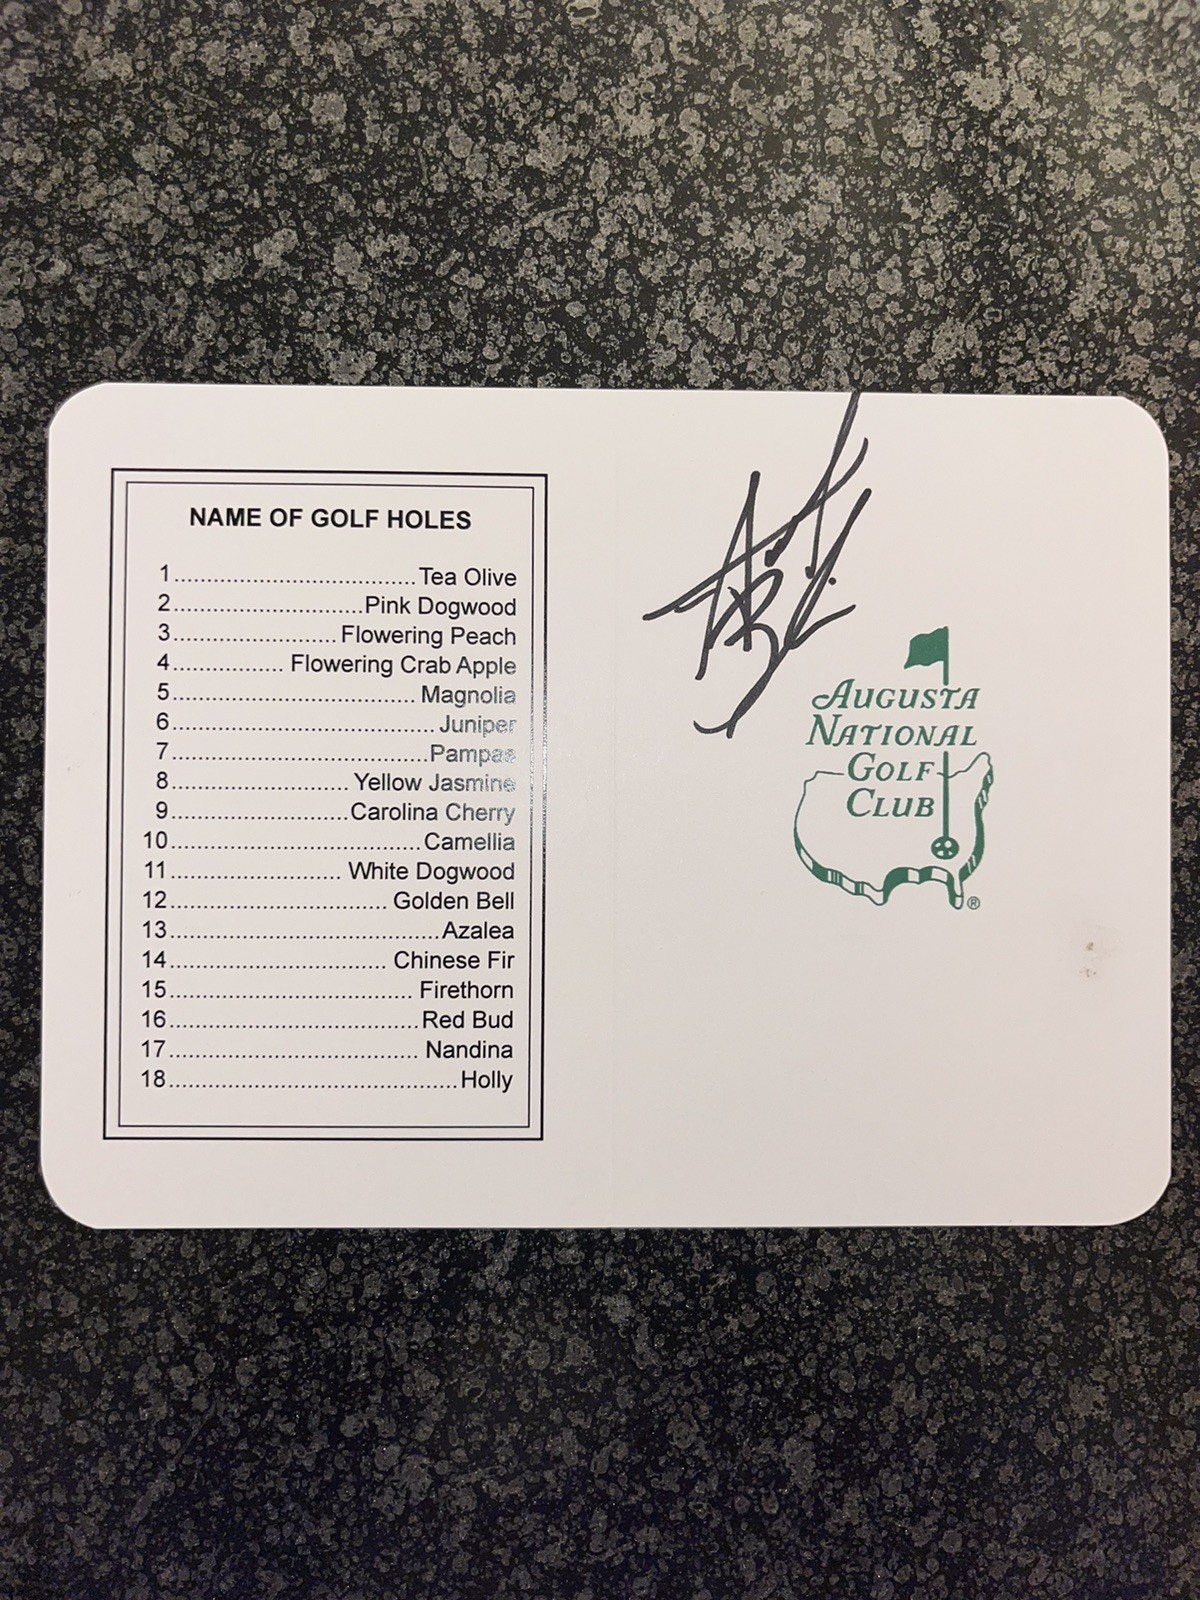 NAME OF GOLF HOLES
1.................................... Tea Olive
2............................ Pink Dogwood
3........................ Flowering Peach
4................. Flowering Crab Apple
5.................................... Magnolia
6....................................... Juniper
7...................................... Pampas
8........................... Yellow Jasmine
9........................... Carolina Cherry
10..................................... Camellia
11.......................... White Dogwood
12................................. Golden Bell
13........................................ Azalea
14................................. Chinese Fir
15..................................... Firethorn
16...................................... Red Bud
17...................................... Nandina
18............................................ Holly
AUGUSTA
NATIONAL
GOLF
CLUB
®